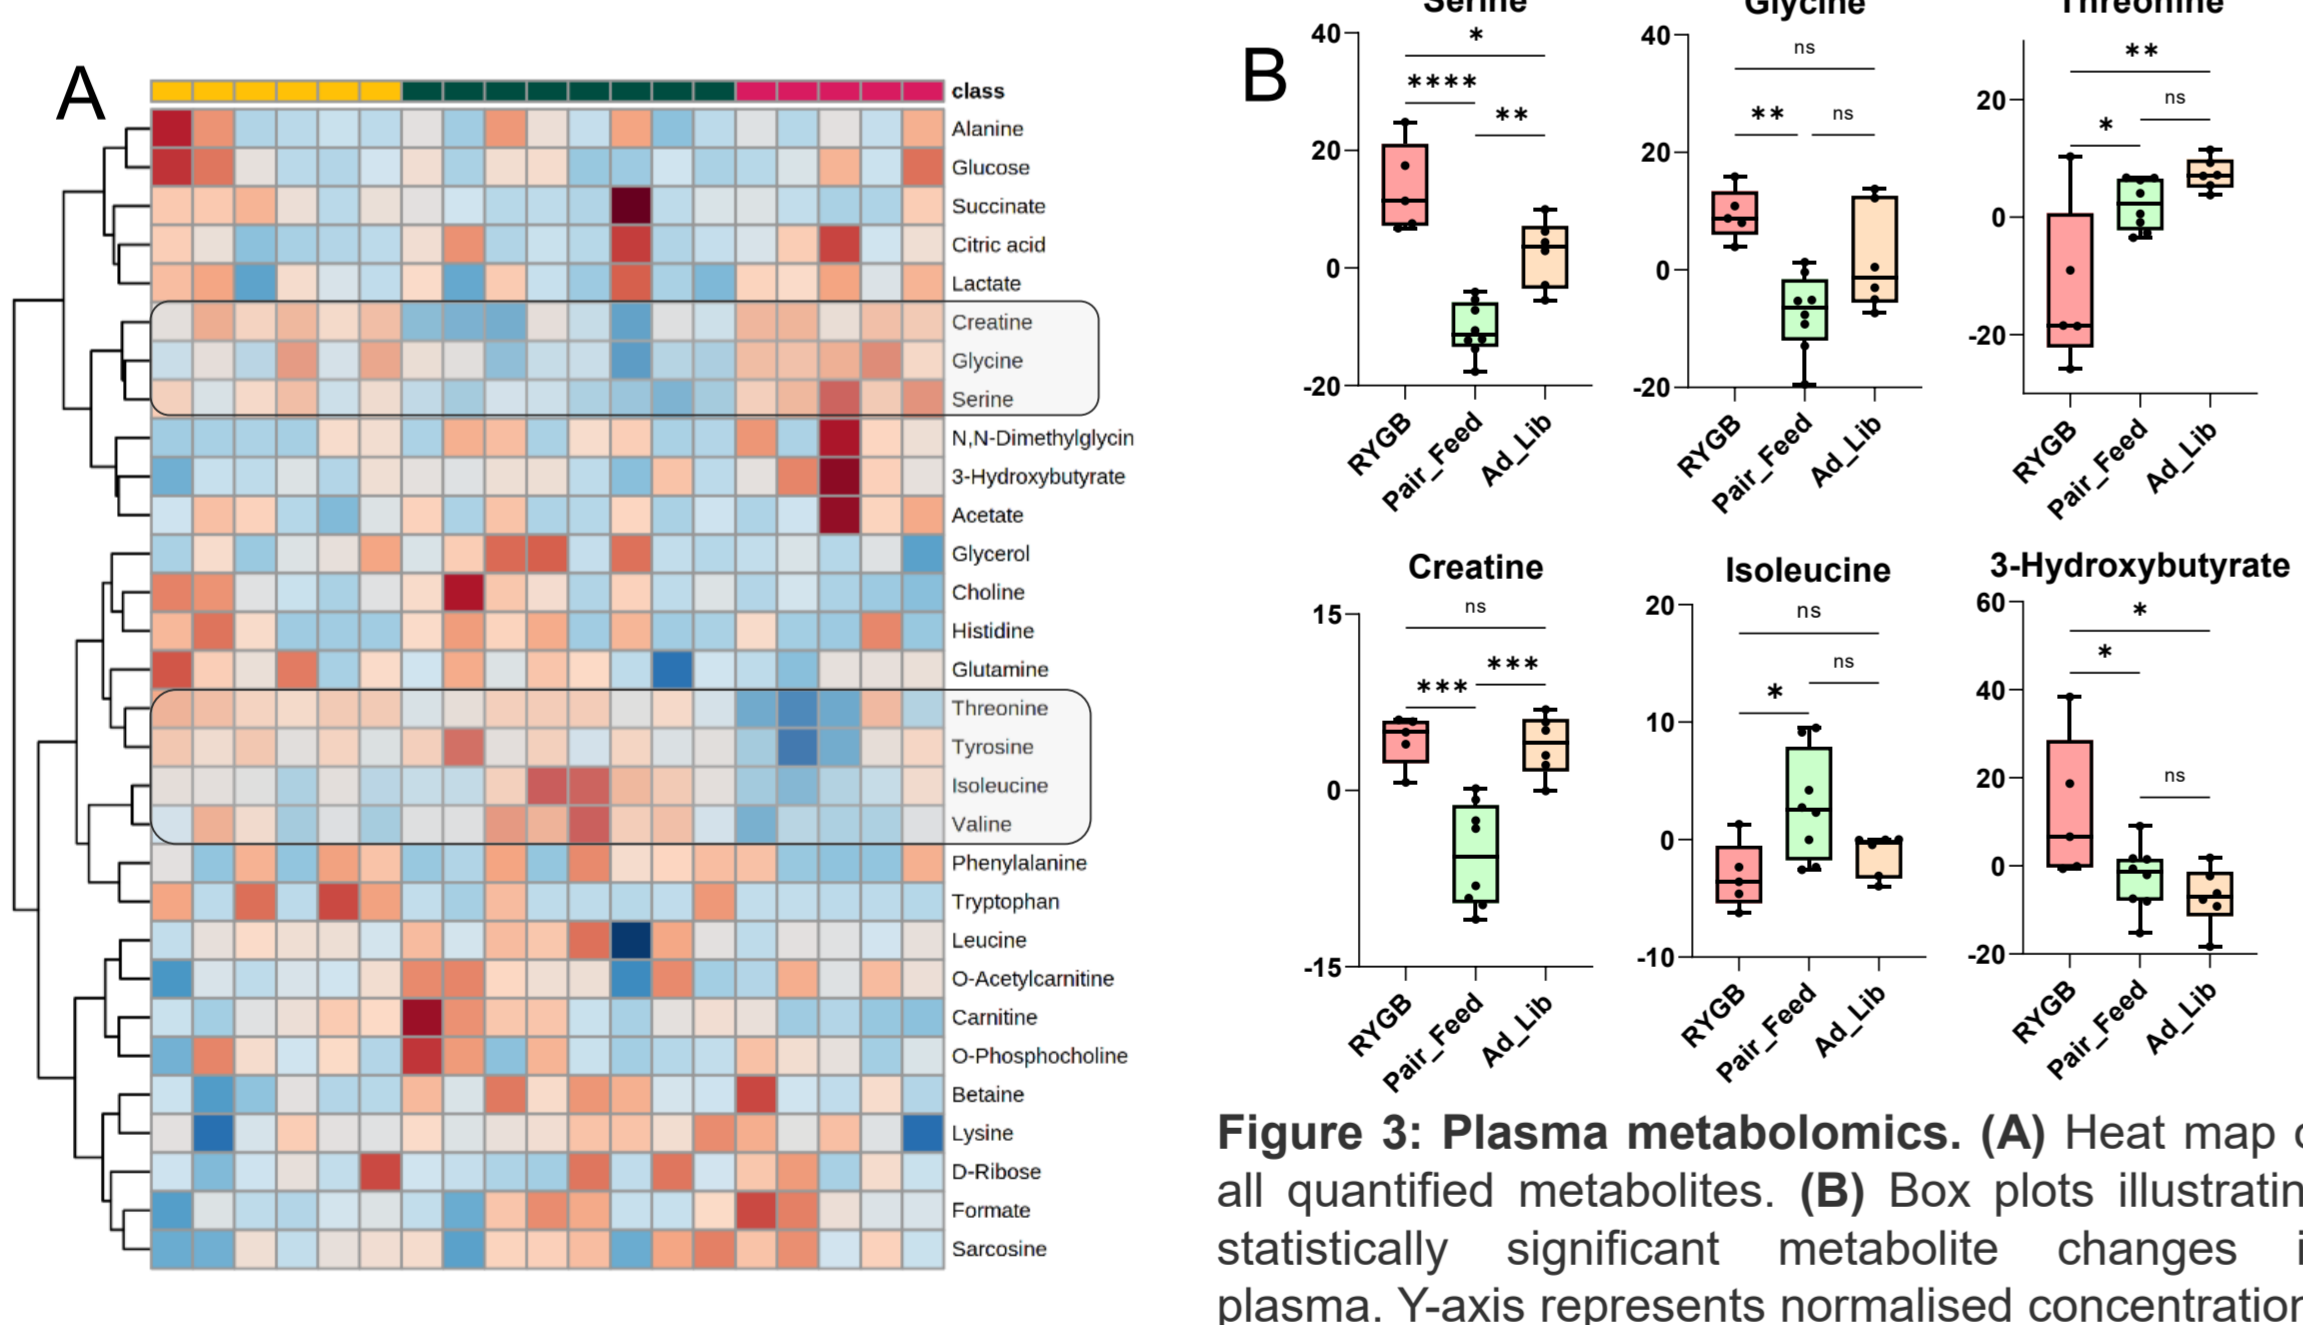 A
class
Alanine
Glucose
Succinate
Citric acid
Lactate
Creatine
Glycine
Serine
N,N-Dimethylglycin
3-Hydroxybutyrate
Acetate
Glycerol
Choline
Histidine
Glutamine
Threonine
Tyrosine
Isoleucine
Valine
Phenylalanine
Tryptophan
Leucine
O-Acetylcarnitine
Carnitine
O-Phosphocholine
Betaine
Lysine
D-Ribose
Formate
Sarcosine
B
Serine
40
20
0
-20
*
****
**
RYGB
Pair_Feed
Ad_Lib
Glycine
40
20
0
-20
ns
**
ns
RYGB
Pair_Feed
Ad_Lib
Threonine
20
0
-20
**
ns
*
RYGB
Pair_Feed
Ad_Lib
Creatine
15
0
-15
ns
***
***
RYGB
Pair_Feed
Ad_Lib
Isoleucine
20
10
0
-10
ns
ns
*
RYGB
Pair_Feed
Ad_Lib
3-Hydroxybutyrate
60
40
20
0
-20
*
*
ns
RYGB
Pair_Feed
Ad_Lib
Figure 3: Plasma metabolomics. (A) Heat map
all quantified metabolites. (B) Box plots illustratin
statistically significant metabolite changes
plasma. Y-axis represents normalised concentration